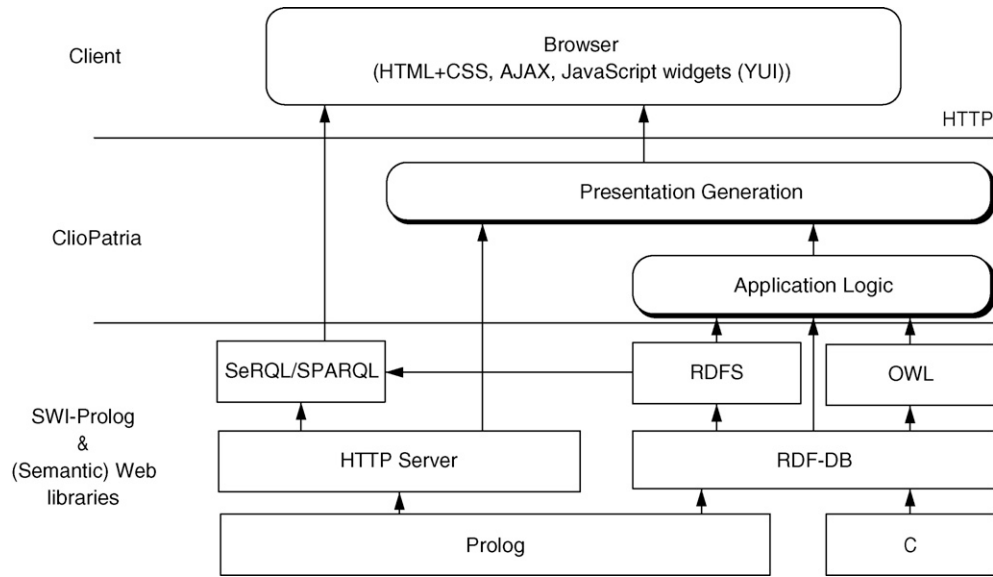 Client
Browser
(HTML+CSS, AJAX, JavaScript widgets (YUI))
HTTP
ClioPatria
Presentation Generation
Application Logic
SWI-Prolog
&
(Semantic) Web
libraries
SeRQL/SPARQL
RDFS
OWL
HTTP Server
RDF-DB
Prolog
C